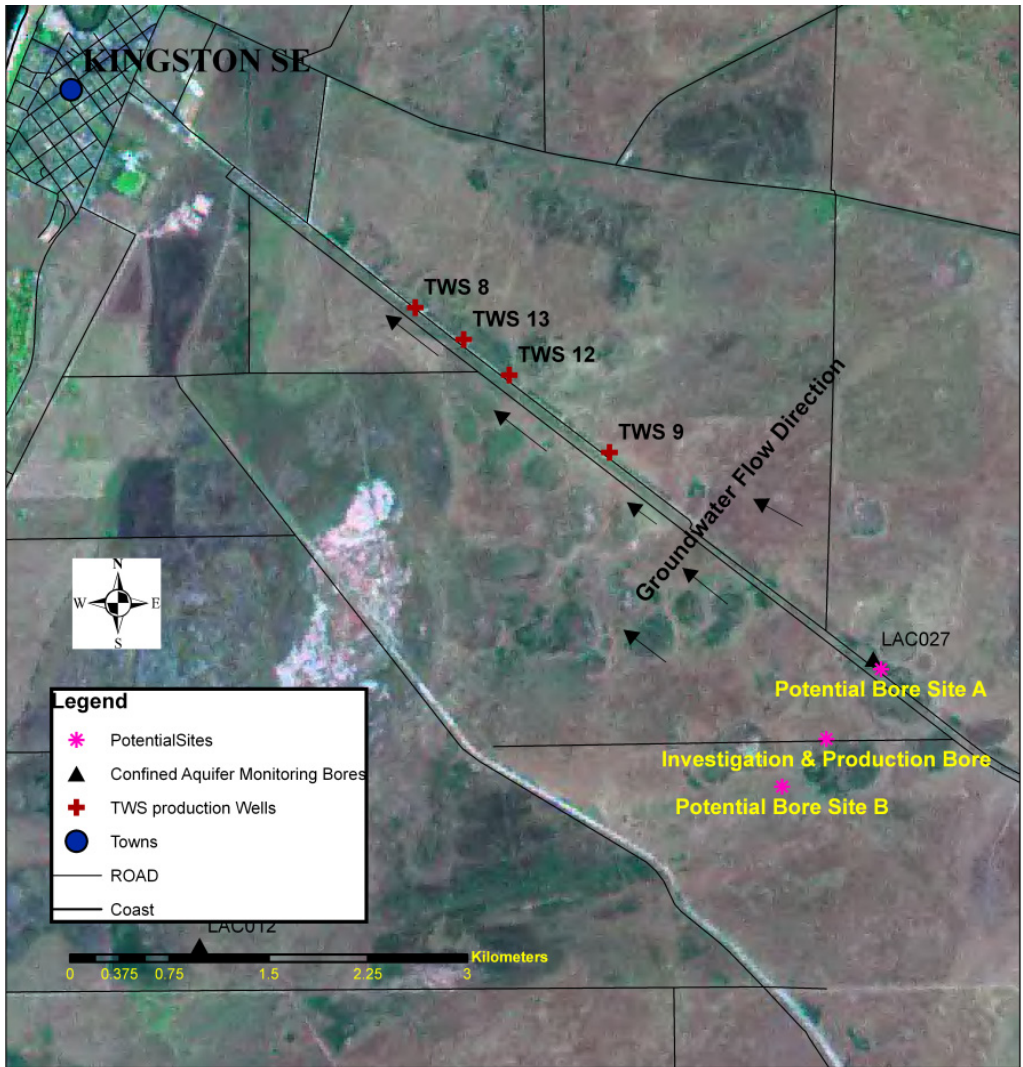 KINGSTON SE
TWS 8
TWS 13
TWS 12
TWS 9
Groundwater Flow Direction
N
W E
S
LAC027
Potential Bore Site A
Investigation & Production Bore
Potential Bore Site B
Legend
PotentialSites
Confined Aquifer Monitoring Bores
TWS production Wells
Towns
ROAD
Coast
LAC012
Kilometers
0 0.375 0.75 1.5 2.25 3